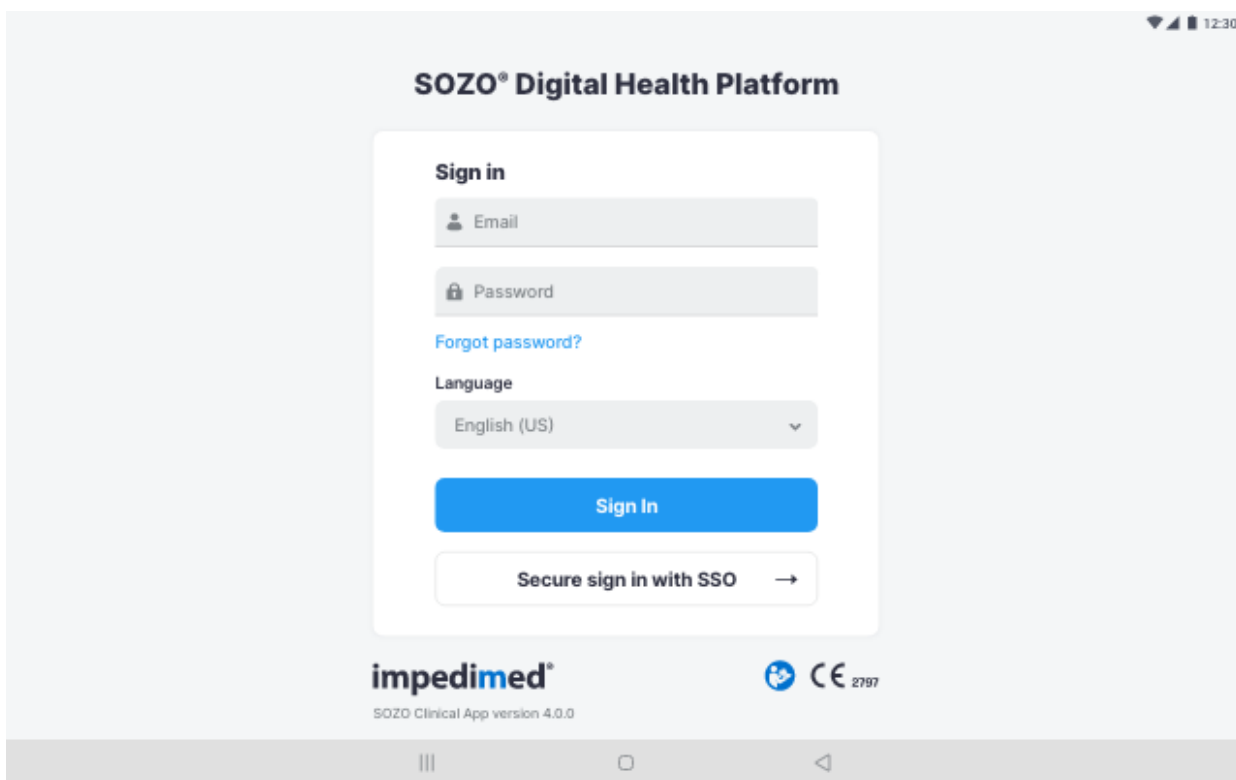 12:30
SOZO® Digital Health Platform
Sign in
Email
Password
Forgot password?
Language
English (US)
Sign In
Secure sign in with SSO →
impedimed®
CE 2797
SOZO Clinical App version 4.0.0